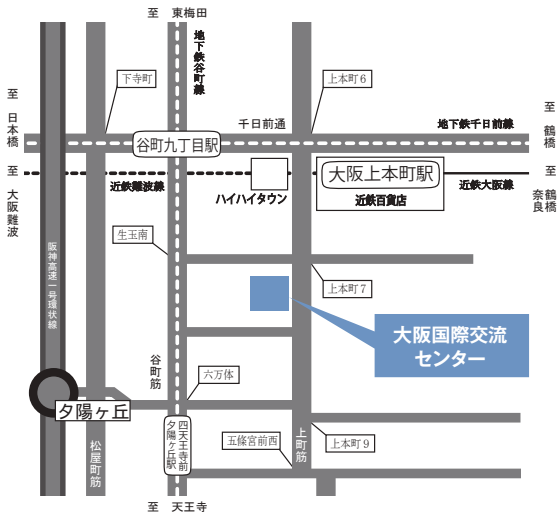 至 東梅田
地下鉄谷町線
下寺町
上本町6
至 日本橋
千日前通
地下鉄千日前線
至 鶴橋
谷町九丁目駅
至 大阪難波
近鉄難波線
ハイハイタウン
大阪上本町駅
近鉄百貨店
近鉄大阪線
至 鶴橋
奈良
生玉南
阪神高速一号環状線
上本町7
大阪国際交流
センター
谷町筋
六万体
夕陽ヶ丘
松屋町筋
四天王寺前
夕陽ヶ丘駅
五條宮前西
上町筋
上本町9
至 天王寺